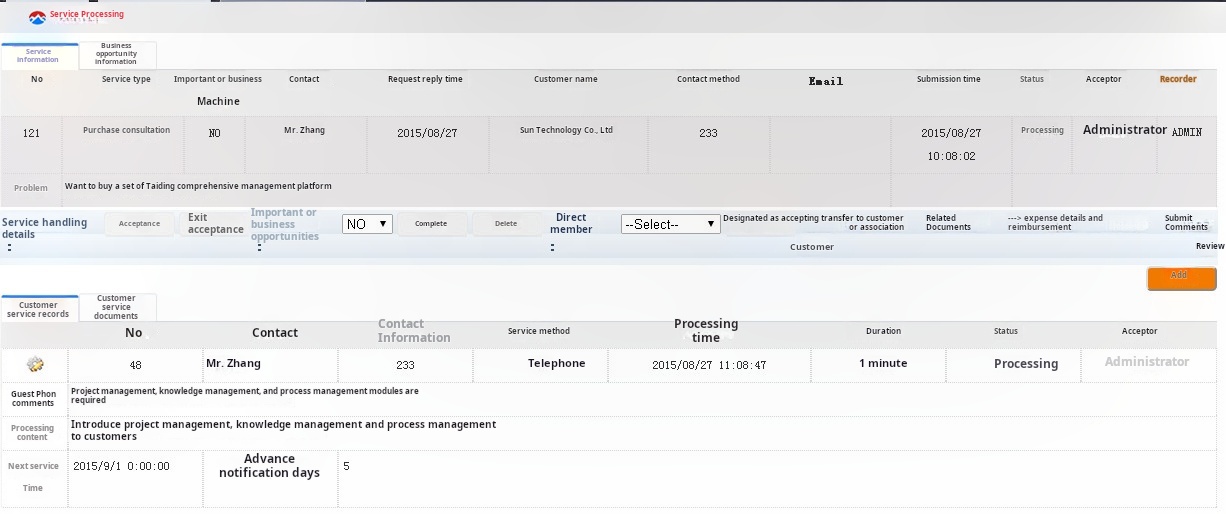 Service Processing
Service
information
Business
opportunity
information
No
Service type
Important or business
Machine
Contact
Request reply time
Customer name
Contact method
Email
Submission time
Status
Acceptor
Recorder
121
Purchase consultation
NO
Mr. Zhang
2015/08/27
Sun Technology Co., Ltd
233
2015/08/27
10:08:02
Processing
Administrator
ADMIN
Problem
Want to buy a set of Taiding comprehensive management platform
Service handling
details
:
Acceptance
Exit
acceptance
Important or
business
opportunities
:
NO
Complete
Delete
Direct
member
:
--Select--
Designated as accepting transfer to customer
or association
Customer
Related
Documents
---> expense details and
reimbursement
Submit
Comments
Review
Add
Customer
service records
Customer
service
documents
No
Contact
Contact
Information
Service method
Processing
time
Duration
Status
Acceptor
48
Mr. Zhang
233
Telephone
2015/08/27 11:08:47
1 minute
Processing
Administrator
Guest Phon
comments
Project management, knowledge management, and process management modules are
required
Processing
content
Introduce project management, knowledge management and process management
to customers
Next service
Time
2015/9/1 0:00:00
Advance
notification days
5